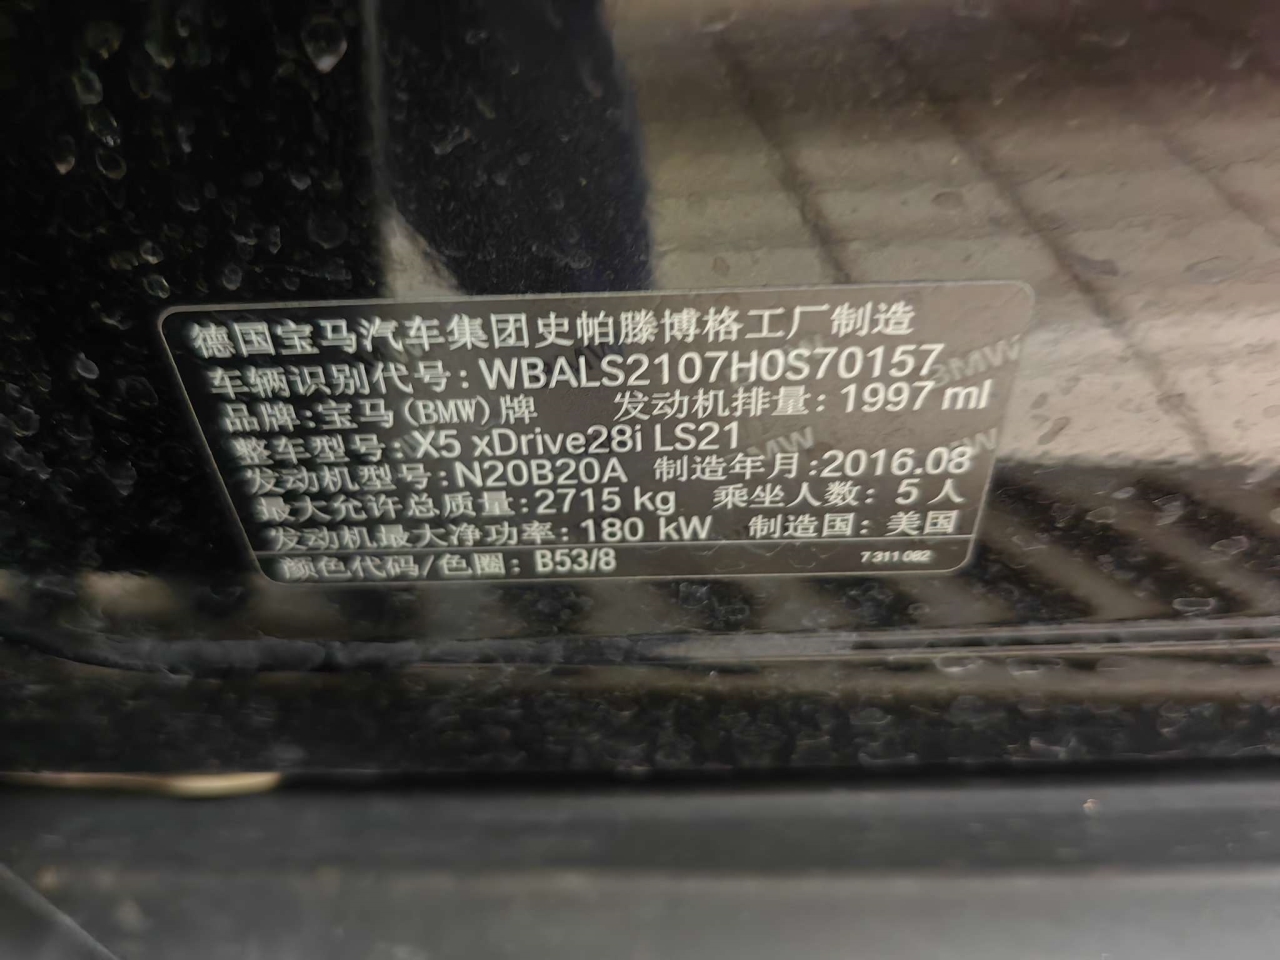 德国宝马汽车集团史帕滕博格工厂制造
车辆识别代号: WBALS2107H0S70157
品牌: 宝马(BMW)牌 发动机排量: 1997 ml
整车型号: X5 xDrive28i LS21
发动机型号: N20B20A 制造年月: 2016.08
最大允许总质量: 2715 kg 乘坐人数: 5 人
发动机最大净功率: 180 kW 制造国: 美国
颜色代码/色圈: B53/8 7 311 082